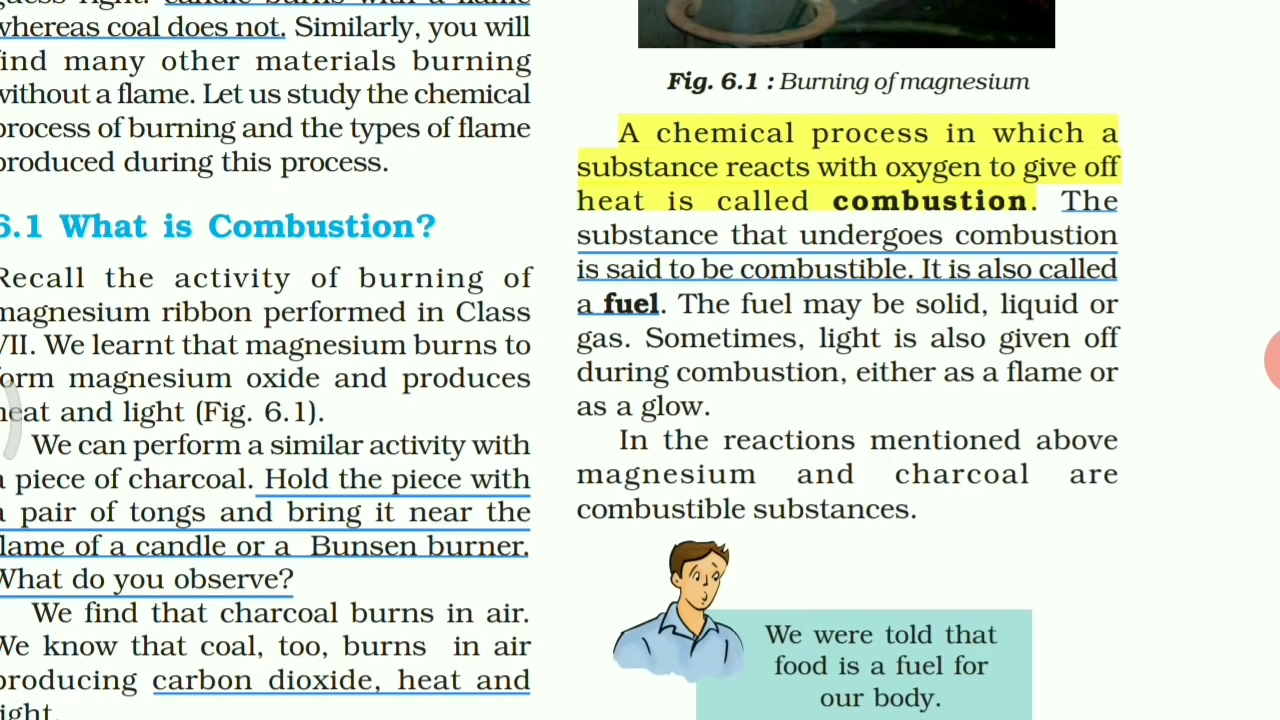 whereas coal does not. Similarly, you will
find many other materials burning
without a flame. Let us study the chemical
process of burning and the types of flame
produced during this process.
6.1 What is Combustion?
Recall the activity of burning of
magnesium ribbon performed in Class
VII. We learnt that magnesium burns to
form magnesium oxide and produces
heat and light (Fig. 6.1).
We can perform a similar activity with
a piece of charcoal. Hold the piece with
a pair of tongs and bring it near the
flame of a candle or a Bunsen burner.
What do you observe?
We find that charcoal burns in air.
We know that coal, too, burns in air
producing carbon dioxide, heat and
light.
Fig. 6.1 : Burning of magnesium
A chemical process in which a
substance reacts with oxygen to give off
heat is called combustion. The
substance that undergoes combustion
is said to be combustible. It is also called
a fuel. The fuel may be solid, liquid or
gas. Sometimes, light is also given off
during combustion, either as a flame or
as a glow.
In the reactions mentioned above
magnesium and charcoal are
combustible substances.
We were told that
food is a fuel for
our body.